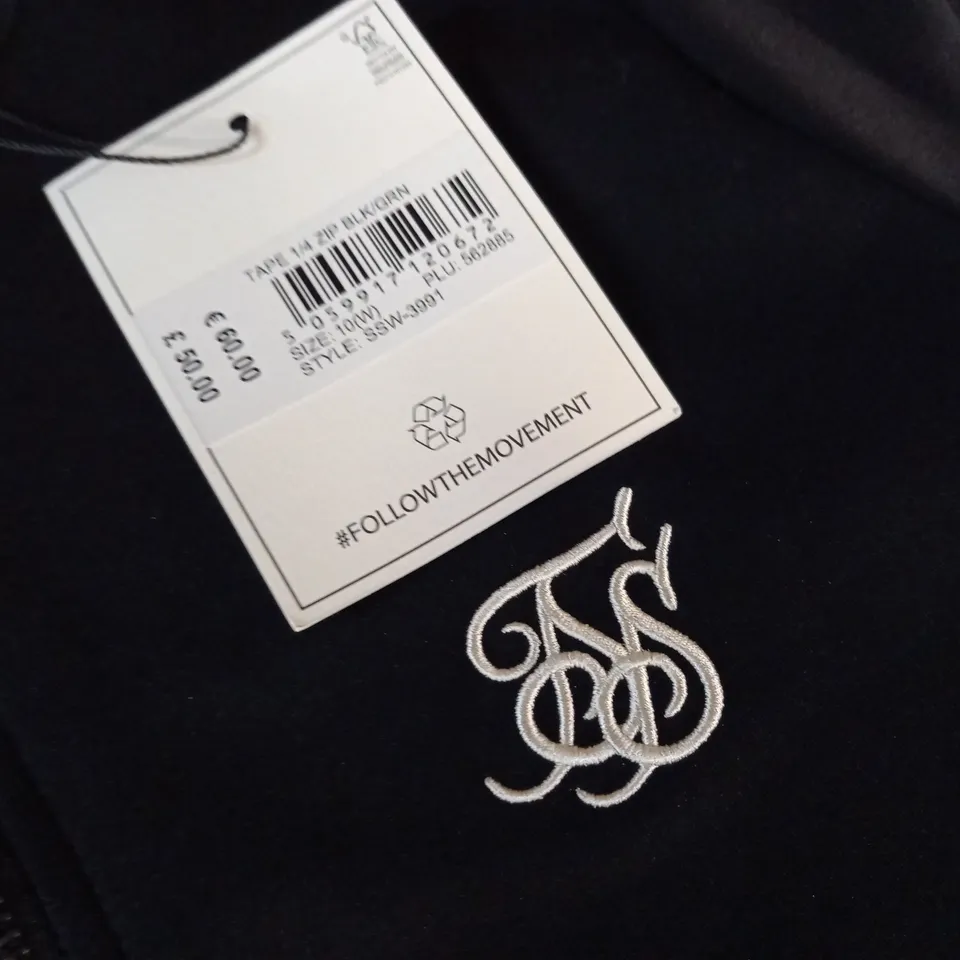 TAPE 1/4 ZIP BLK/GRN
5 059917 120672
SIZE: 10(W)
PLU: 562885
STYLE: SSW-3991
€ 60.00
£ 50.00
#FOLLOWTHEMOVEMENT